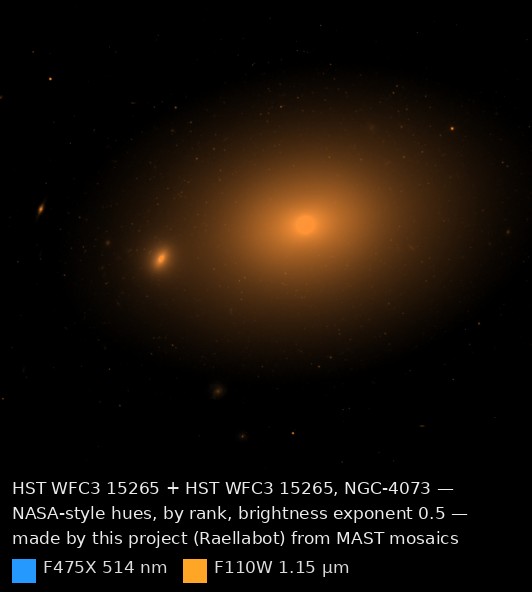 HST WFC3 15265 + HST WFC3 15265, NGC-4073 —
NASA-style hues, by rank, brightness exponent 0.5 —
made by this project (Raellabot) from MAST mosaics
F475X 514 nm F110W 1.15 µm